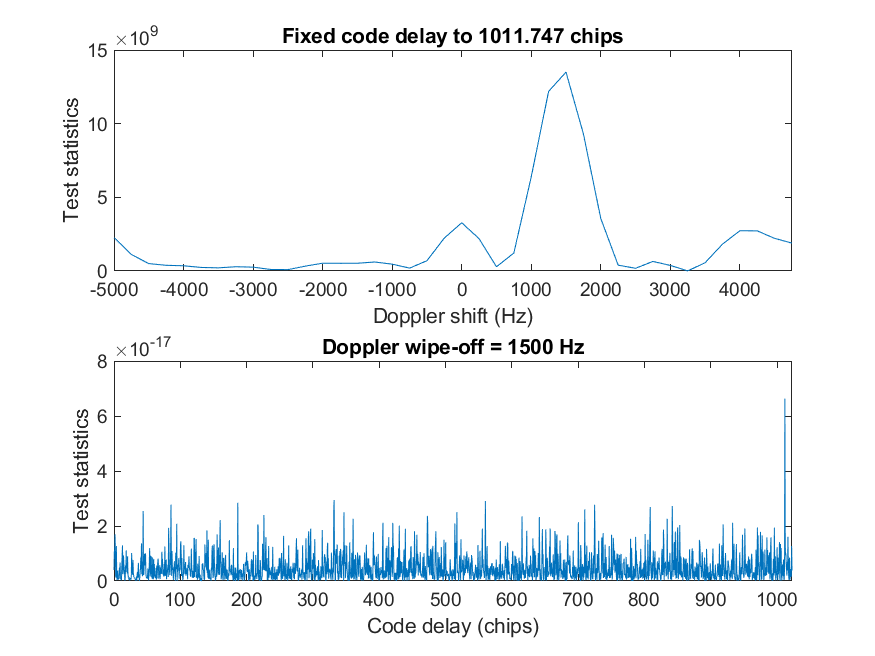 ×10^9
Fixed code delay to 1011.747 chips
15
10
5
0
Test statistics
-5000 -4000 -3000 -2000 -1000 0 1000 2000 3000 4000
Doppler shift (Hz)
×10^-17
Doppler wipe-off = 1500 Hz
8
6
4
2
0
Test statistics
0 100 200 300 400 500 600 700 800 900 1000
Code delay (chips)